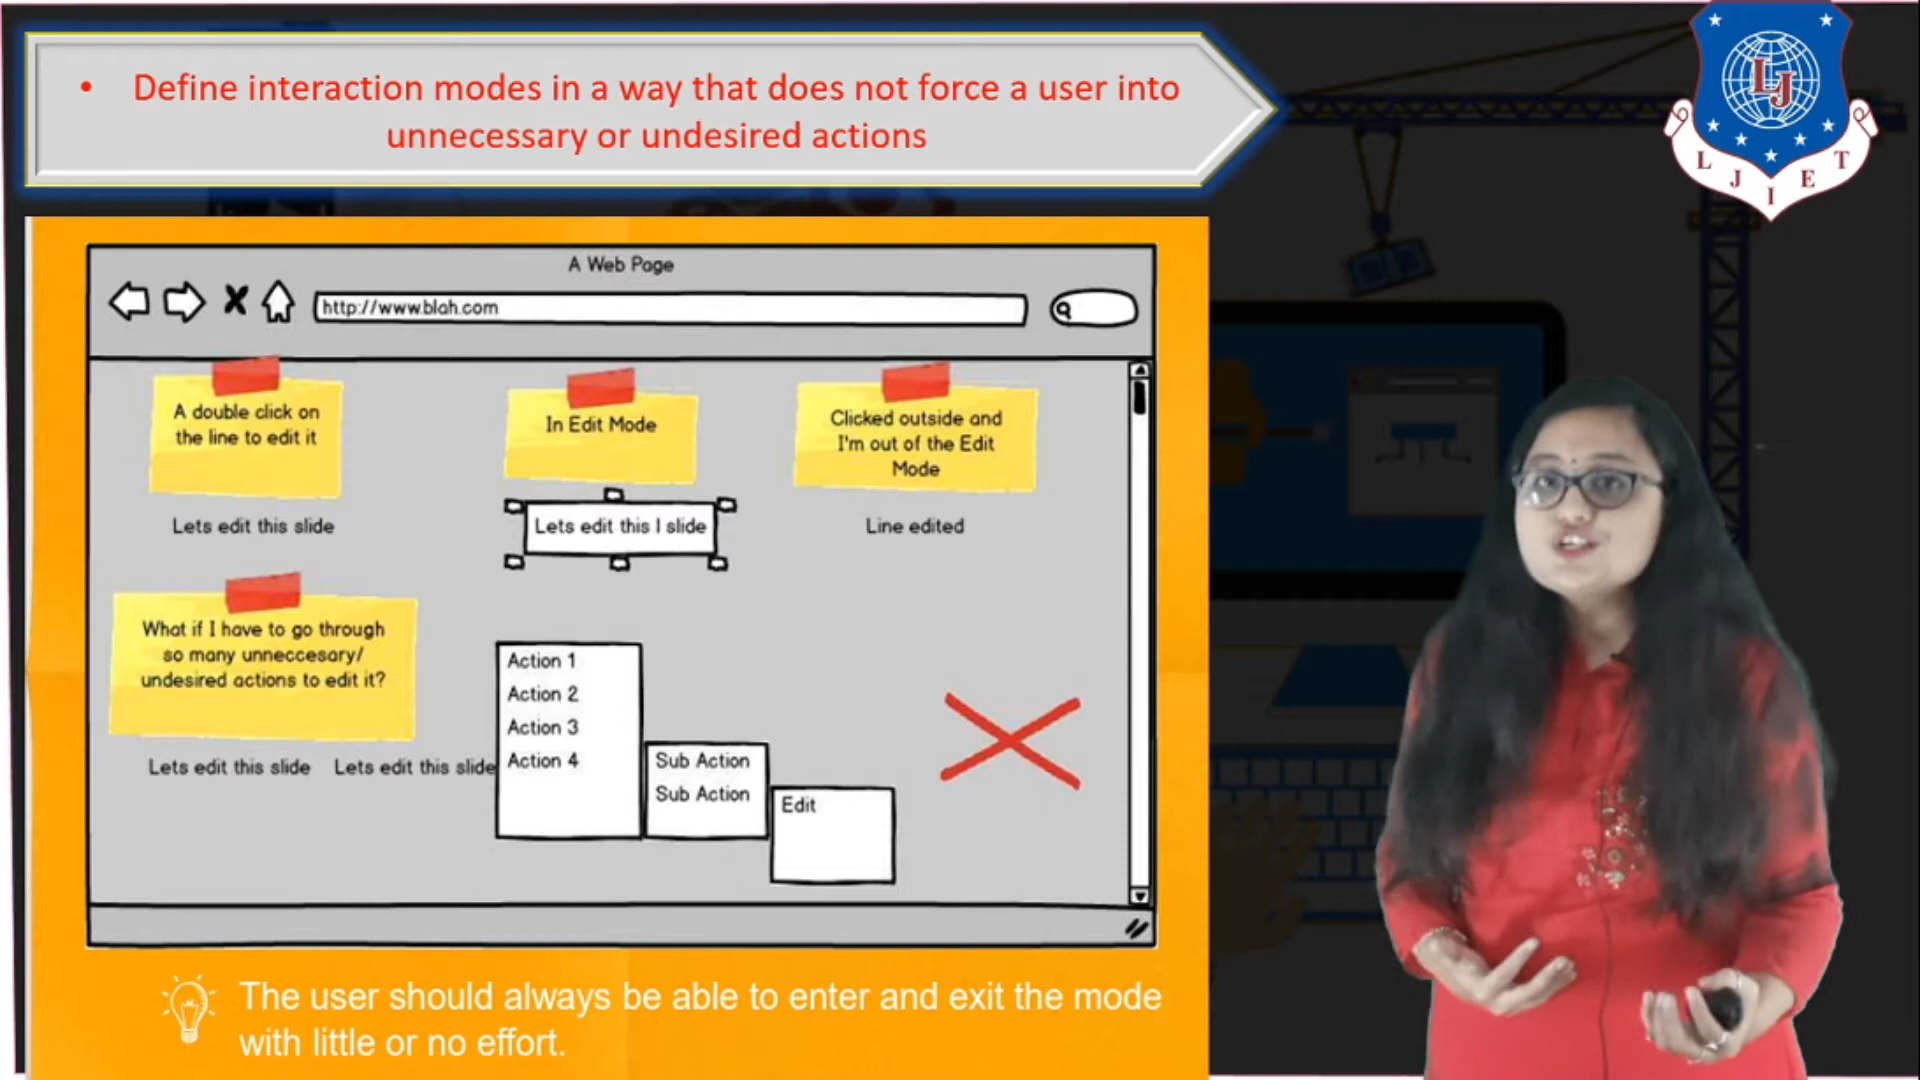 • Define interaction modes in a way that does not force a user into
unnecessary or undesired actions
LJ
L J I E T
A Web Page
http://www.blah.com
A double click on
the line to edit it
In Edit Mode
Clicked outside and
I'm out of the Edit
Mode
Lets edit this slide
Lets edit this I slide
Line edited
What if I have to go through
so many unneccesary/
undesired actions to edit it?
Lets edit this slide
Lets edit this slide
Action 1
Action 2
Action 3
Action 4
Sub Action
Sub Action
Edit
The user should always be able to enter and exit the mode
with little or no effort.